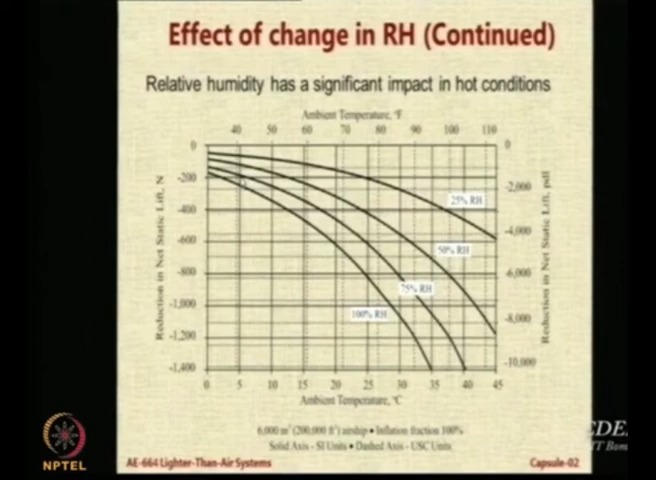 Effect of change in RH (Continued)
Relative humidity has a significant impact in hot conditions
Ambient Temperature, °F
40 50 60 70 80 90 100 110
0
-200
-400
-600
-800
-1,000
-1,200
-1,400
Reduction in Net Static Lift, N
0
-2,000
-4,000
-6,000
-8,000
-10,000
Reduction in Net Static Lift, pdl
25% RH
50% RH
75% RH
100% RH
0 5 10 15 20 25 30 35 40 45
Ambient Temperature, °C
6,000 m³ (200,000 ft³) airship • Inflation fraction 100%
Solid Axis - SI Units • Dashed Axis - USC Units
AE-664 Lighter-Than-Air Systems
Capsule-02
NPTEL